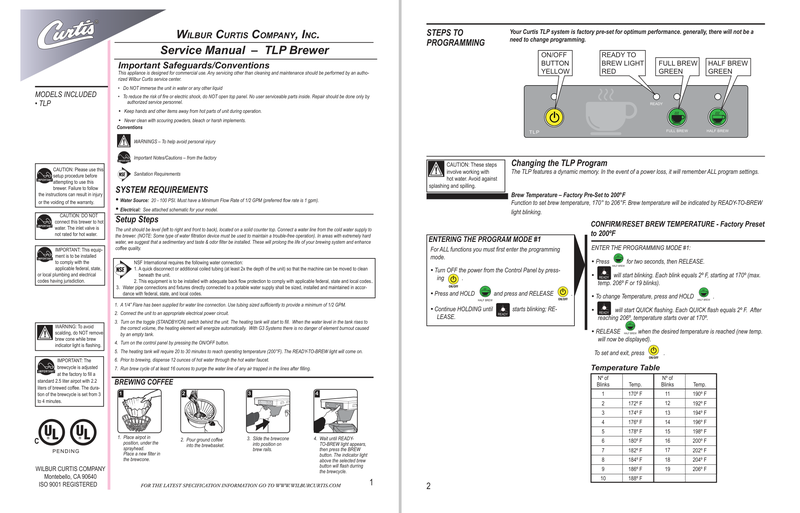 Curtis
WILBUR CURTIS COMPANY, INC.
Service Manual – TLP Brewer
Important Safeguards/Conventions
This appliance is designed for commercial use. Any servicing other than cleaning and maintenance should be performed by an autho-
rized Wilbur Curtis service center.
• Do NOT immerse the unit in water or any other liquid
• To reduce the risk of fire or electric shock, do NOT open top panel. No user serviceable parts inside. Repair should be done only by
authorized service personnel.
• Keep hands and other items away from hot parts of unit during operation.
• Never clean with scouring powders, bleach or harsh implements.
Conventions
WARNINGS – To help avoid personal injury
Important Notes/Cautions – from the factory
NSF
Sanitation Requirements
MODELS INCLUDED
• TLP
CAUTION: Please use this
setup procedure before
attempting to use this
brewer. Failure to follow
the instructions can result in injury
or the voiding of the warranty.
CAUTION: DO NOT
connect this brewer to hot
water. The inlet valve is
not rated for hot water.
IMPORTANT: This equip-
ment is to be installed
to comply with the
applicable federal, state,
or local plumbing and electrical
codes having jurisdiction.
WARNING: To avoid
scalding, do NOT remove
brew cone while brew
indicator light is flashing.
IMPORTANT: The
brewcycle is adjusted
at the factory to fill a
standard 2.5 liter airpot with 2.2
liters of brewed coffee. The dura-
tion of the brewcycle is set from 3
to 4 minutes.
C UL UL
PENDING
WILBUR CURTIS COMPANY
Montebello, CA 90640
ISO 9001 REGISTERED
SYSTEM REQUIREMENTS
• Water Source: 20 - 100 PSI. Must have a Minimum Flow Rate of 1/2 GPM (preferred flow rate is 1 gpm).
• Electrical: See attached schematic for your model.
Setup Steps
The unit should be level (left to right and front to back), located on a solid counter top. Connect a water line from the cold water supply to
the brewer. (NOTE: Some type of water filtration device must be used to maintain a trouble-free operation). In areas with extremely hard
water, we suggest that a sedimentary and taste & odor filter be installed. These will prolong the life of your brewing system and enhance
coffee quality.
NSF
NSF International requires the following water connection:
1. A quick disconnect or additional coiled tubing (at least 2x the depth of the unit) so that the machine can be moved to clean
beneath the unit.
2. This equipment is to be installed with adequate back flow protection to comply with applicable federal, state and local codes.
3. Water pipe connections and fixtures directly connected to a potable water supply shall be sized, installed and maintained in accor-
dance with federal, state, and local codes.
1. A 1/4" Flare has been supplied for water line connection. Use tubing sized sufficiently to provide a minimum of 1/2 GPM.
2. Connect the unit to an appropriate electrical power circuit.
3. Turn on the toggle (STANDBY/ON) switch behind the unit. The heating tank will start to fill. When the water level in the tank rises to
the correct volume, the heating element will energize automatically. With G3 Systems there is no danger of element burnout caused
by an empty tank.
4. Turn on the control panel by pressing the ON/OFF button.
5. The heating tank will require 20 to 30 minutes to reach operating temperature (200°F). The READY-TO-BREW light will come on.
6. Prior to brewing, dispense 12 ounces of hot water through the hot water faucet.
7. Run brew cycle of at least 16 ounces to purge the water line of any air trapped in the lines after filling.
BREWING COFFEE
1
2
3
4
1. Place airpot in
position, under the
sprayhead.
Place a new filter in
the brewcone.
2. Pour ground coffee
into the brewbasket.
3. Slide the brewcone
into position on
brew rails.
4. Wait until READY-
TO-BREW light appears,
then press the BREW
button. The indicator light
above the selected brew
button will flash during
the brewcycle.
FOR THE LATEST SPECIFICATION INFORMATION GO TO WWW.WILBURCURTIS.COM
1
STEPS TO
PROGRAMMING
Your Curtis TLP system is factory pre-set for optimum performance. generally, there will not be a
need to change programming.
ON/OFF
BUTTON
YELLOW
READY TO
BREW LIGHT
RED
FULL BREW
GREEN
HALF BREW
GREEN
READY
TLP
FULL BREW
HALF BREW
CAUTION: These steps
involve working with
hot water. Avoid against
splashing and spilling.
Changing the TLP Program
The TLP features a dynamic memory. In the event of a power loss, it will remember ALL program settings.
Brew Temperature – Factory Pre-Set to 200°F
Function to set brew temperature, 170° to 206°F. Brew temperature will be indicated by READY-TO-BREW
light blinking.
ENTERING THE PROGRAM MODE #1
For ALL functions you must first enter the programming
mode.
• Turn OFF the power from the Control Panel by press-
ing ON/OFF .
• Press and HOLD HALF BREW and press and RELEASE ON/OFF
• Continue HOLDING until READY starts blinking; RE-
LEASE.
CONFIRM/RESET BREW TEMPERATURE - Factory Preset
to 200ºF
ENTER THE PROGRAMMING MODE #1:
• Press FULL BREW for two seconds, then RELEASE.
• READY will start blinking. Each blink equals 2º F, starting at 170º (max.
temp. 206º F or 19 blinks).
• To change Temperature, press and HOLD HALF BREW
• READY will start QUICK flashing. Each QUICK flash equals 2º F. After
reaching 206º, temperature starts over at 170º.
• RELEASE HALF BREW when the desired temperature is reached (new temp.
will now be displayed).
To set and exit, press ON/OFF .
Temperature Table
Nº of Blinks Temp. Nº of Blinks Temp.
1 170º F 11 190º F
2 172º F 12 192º F
3 174º F 13 194º F
4 176º F 14 196º F
5 178º F 15 198º F
6 180º F 16 200º F
7 182º F 17 202º F
8 184º F 18 204º F
9 186º F 19 206º F
10 188º F
2